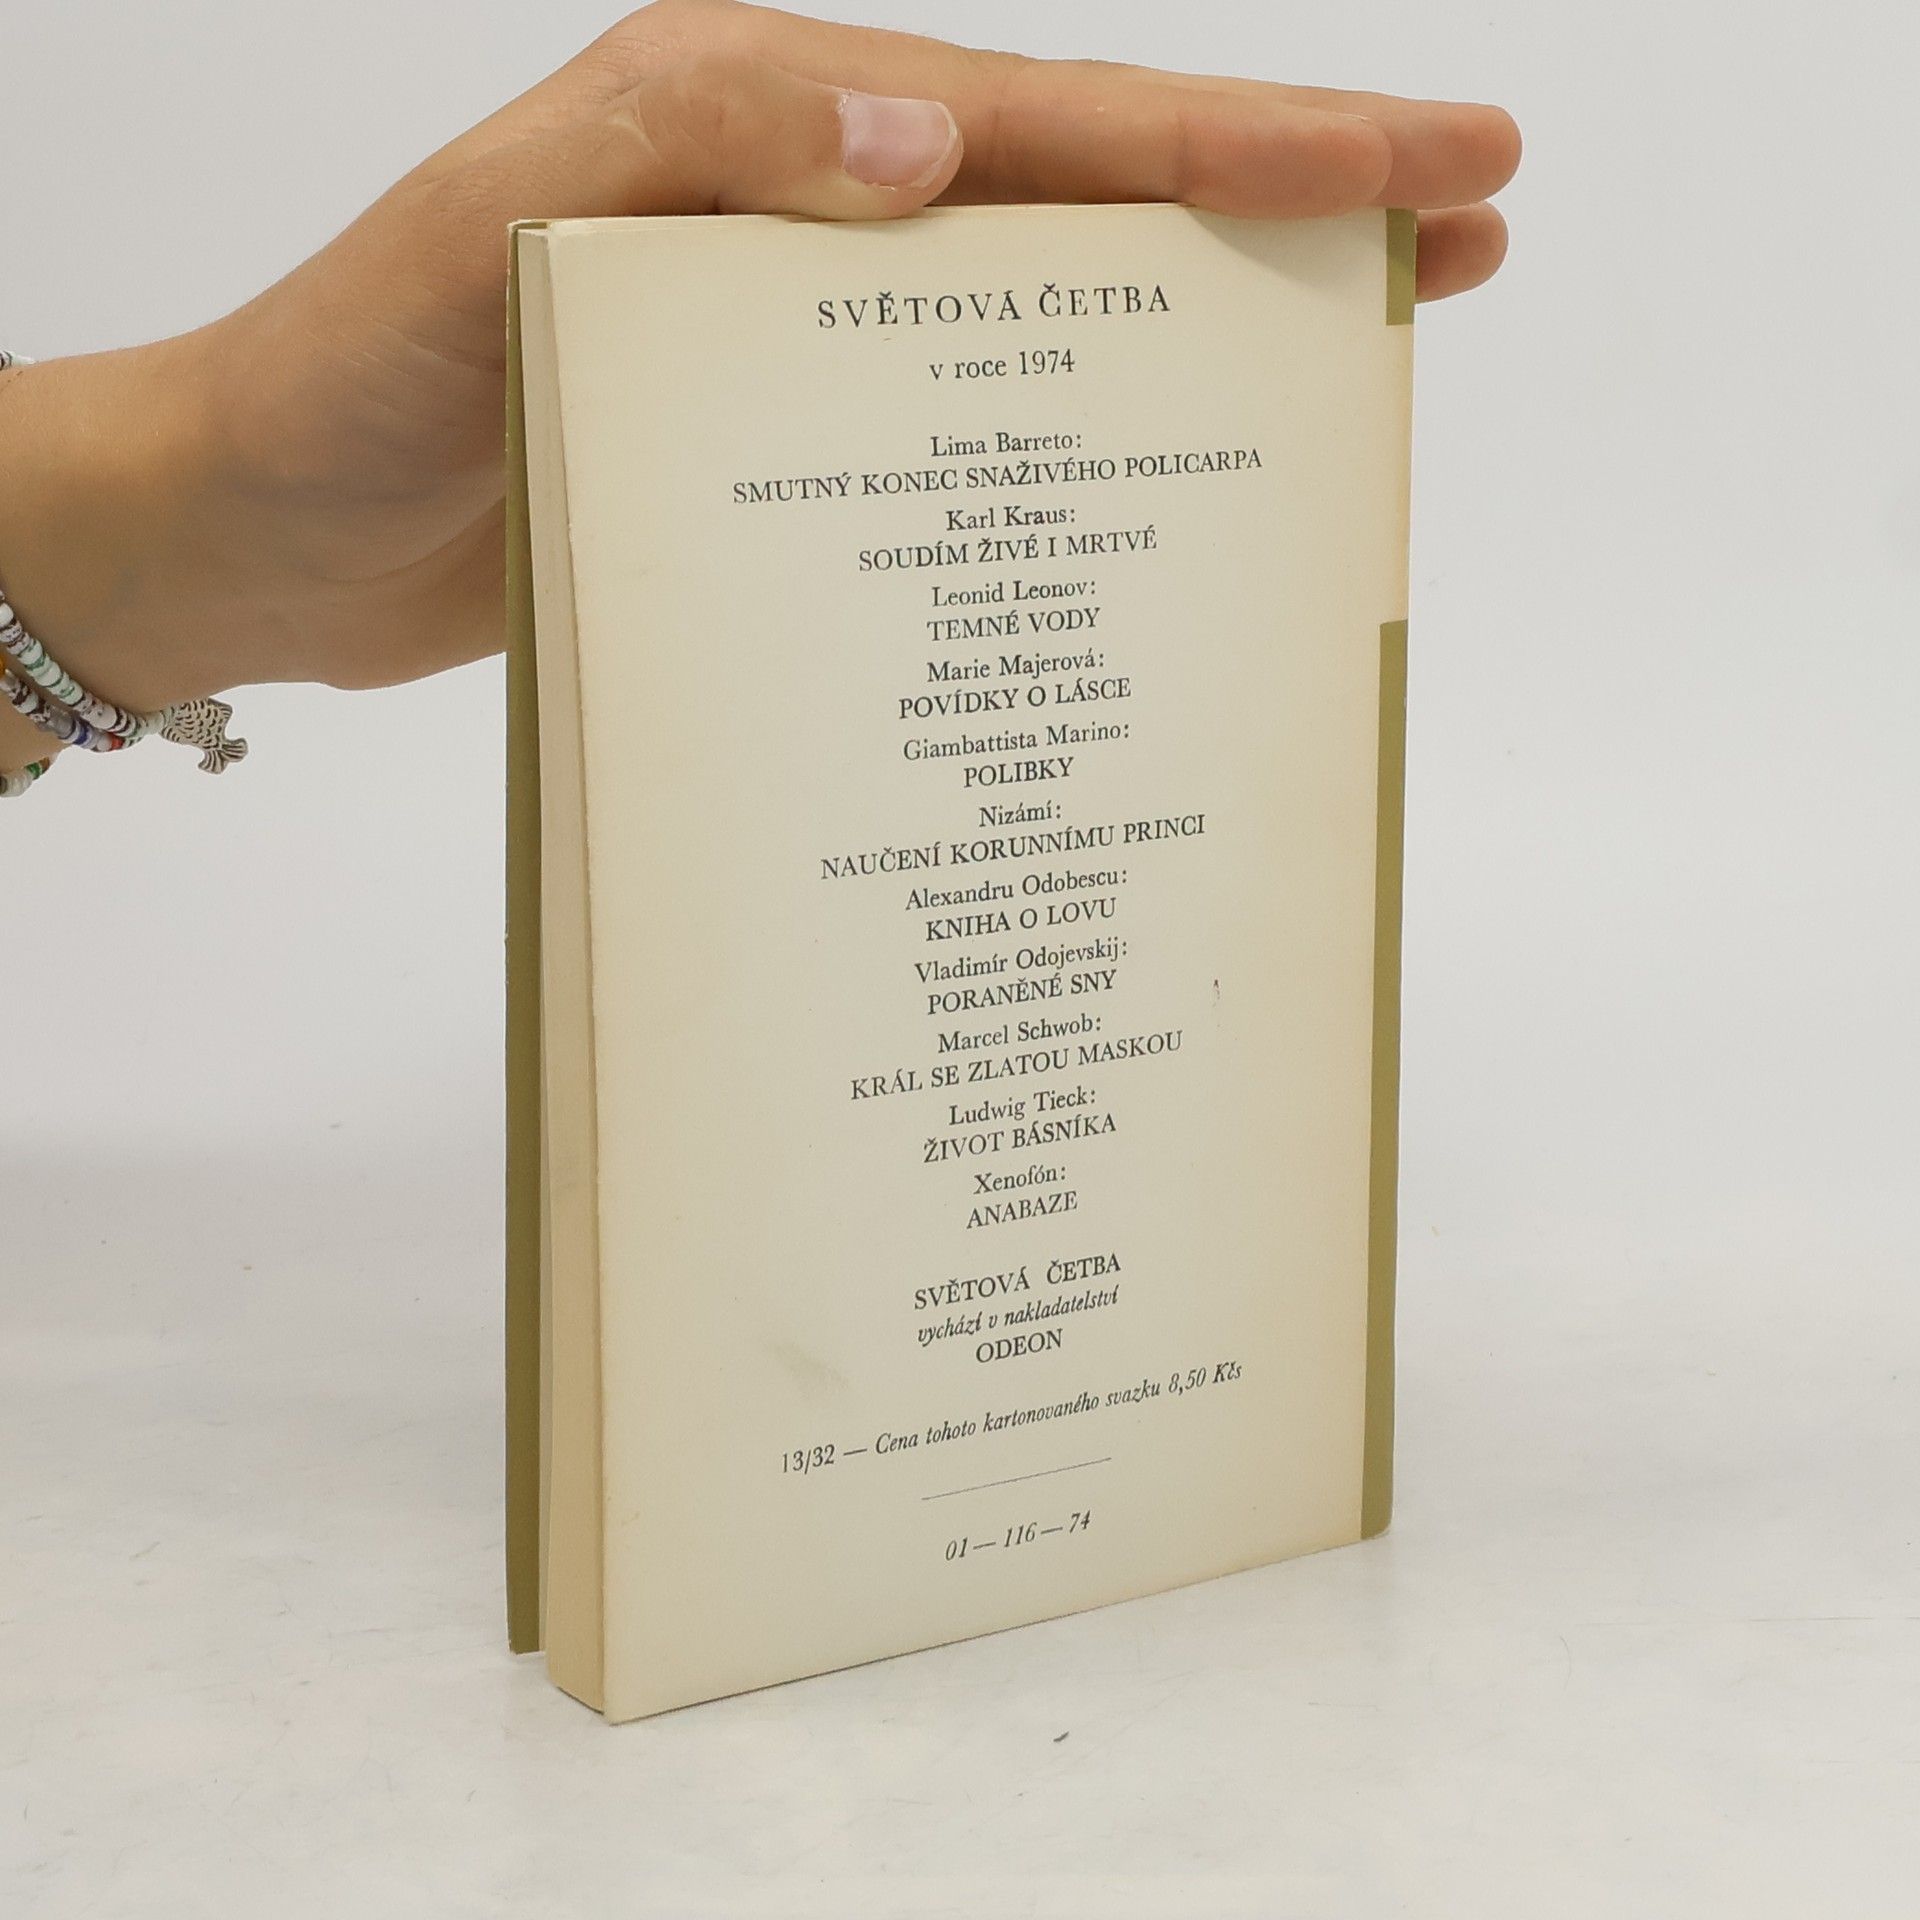 SVĚTOVÁ ČETBA
v roce 1974
Lima Barreto:
SMUTNÝ KONEC SNAŽIVÉHO POLICARPA
Karl Kraus:
SOUDÍM ŽIVÉ I MRTVÉ
Leonid Leonov:
TEMNÉ VODY
Marie Majerová:
POVÍDKY O LÁSCE
Giambattista Marino:
POLIBKY
Nizámí:
NAUČENÍ KORUNNÍMU PRINCI
Alexandru Odobescu:
KNIHA O LOVU
Vladimír Odojevskij:
PORANĚNÉ SNY
Marcel Schwob:
KRÁL SE ZLATOU MASKOU
Ludwig Tieck:
ŽIVOT BÁSNÍKA
Xenofón:
ANABAZE
SVĚTOVÁ ČETBA
vychází v nakladatelství
ODEON
13/32 — Cena tohoto kartonovaného svazku 8,50 Kčs
01 — 116 — 74